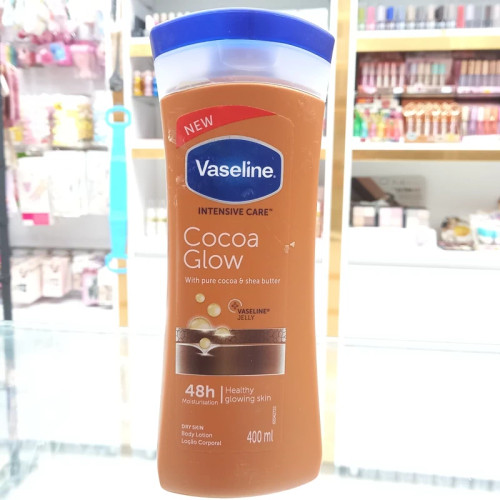 NEW
Vaseline
INTENSIVE CARE™
Cocoa
Glow
With pure cocoa & shea butter
VASELINE®
JELLY
48h
Moisturisation
Healthy
glowing skin
DRY SKIN
Body Lotion
Loção Corporal
400 ml